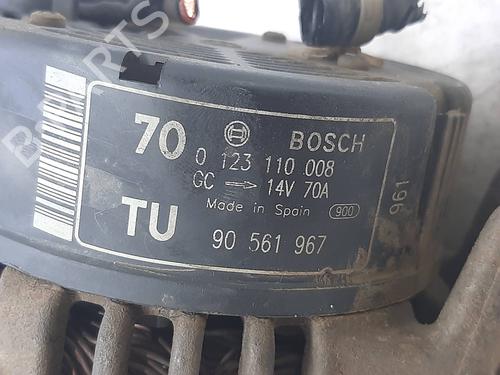 70 BOSCH
0 123 110 008
GC → 14V 70A
Made in Spain 900
TU 90 561 967
961